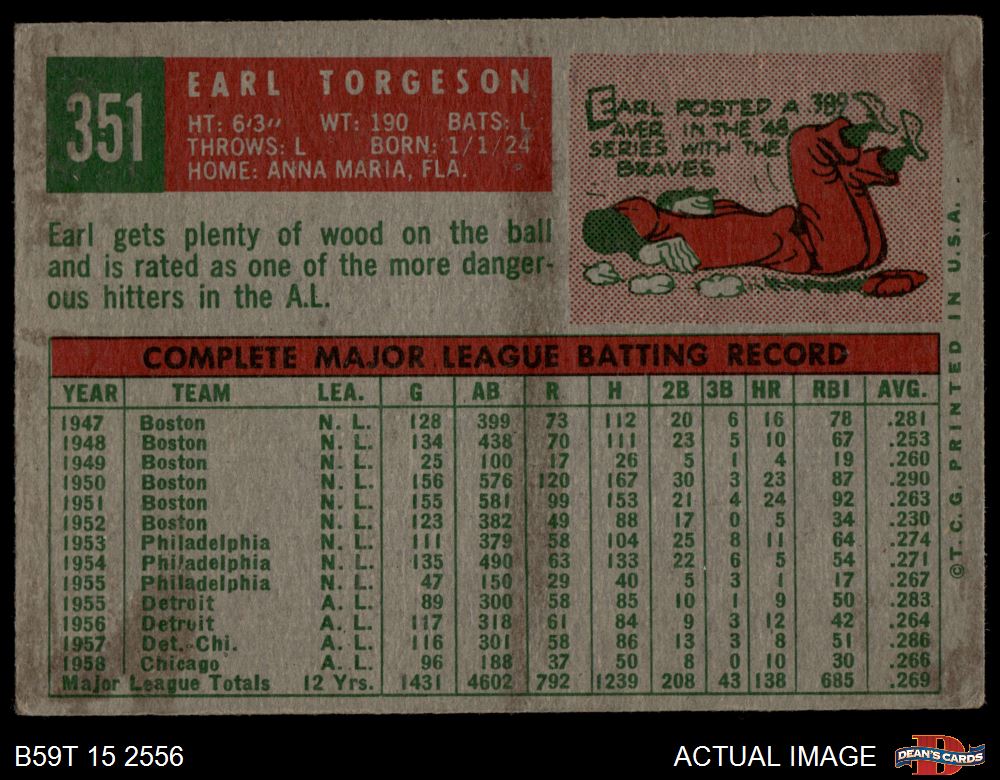 351
EARL TORGESON
HT: 6'3" WT: 190 BATS: L
THROWS: L BORN: 1/1/24
HOME: ANNA MARIA, FLA.
EARL POSTED A 389
AVER IN THE 48
SERIES WITH THE
BRAVES
Earl gets plenty of wood on the ball
and is rated as one of the more danger-
ous hitters in the A.L.
COMPLETE MAJOR LEAGUE BATTING RECORD
YEAR TEAM LEA. G AB R H 2B 3B HR RBI AVG.
1947 Boston N. L. 128 399 73 112 20 6 16 78 .281
1948 Boston N. L. 134 438 70 111 23 5 10 67 .253
1949 Boston N. L. 25 100 17 26 5 1 4 19 .260
1950 Boston N. L. 156 576 120 167 30 3 23 87 .290
1951 Boston N. L. 155 581 99 153 21 4 24 92 .263
1952 Boston N. L. 123 382 49 88 17 0 5 34 .230
1953 Philadelphia N. L. 111 379 58 104 25 8 11 64 .274
1954 Philadelphia N. L. 135 490 63 133 22 6 5 54 .271
1955 Philadelphia N. L. 47 150 29 40 5 3 1 17 .267
1955 Detroit A. L. 89 300 58 85 10 1 9 50 .283
1956 Detroit A. L. 117 318 61 84 9 3 12 42 .264
1957 Det.-Chi. A. L. 116 301 58 86 13 3 8 51 .286
1958 Chicago A. L. 96 188 37 50 8 0 10 30 .266
Major League Totals 12 Yrs. 1431 4602 792 1239 208 43 138 685 .269
©T. C. G. PRINTED IN U.S.A.
B59T 15 2556
ACTUAL IMAGE
DEAN'S CARDS